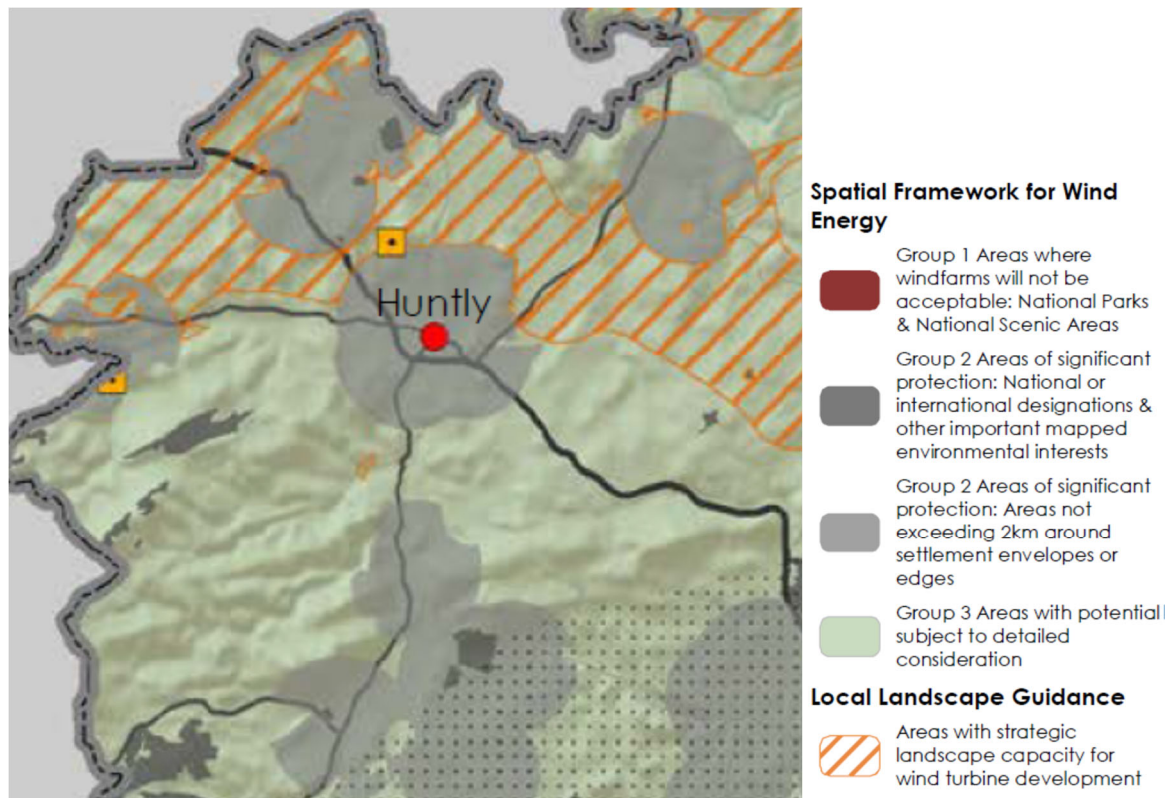 Huntly
Spatial Framework for Wind
Energy
Group 1 Areas where
windfarms will not be
acceptable: National Parks
& National Scenic Areas
Group 2 Areas of significant
protection: National or
international designations &
other important mapped
environmental interests
Group 2 Areas of significant
protection: Areas not
exceeding 2km around
settlement envelopes or
edges
Group 3 Areas with potential
subject to detailed
consideration
Local Landscape Guidance
Areas with strategic
landscape capacity for
wind turbine development